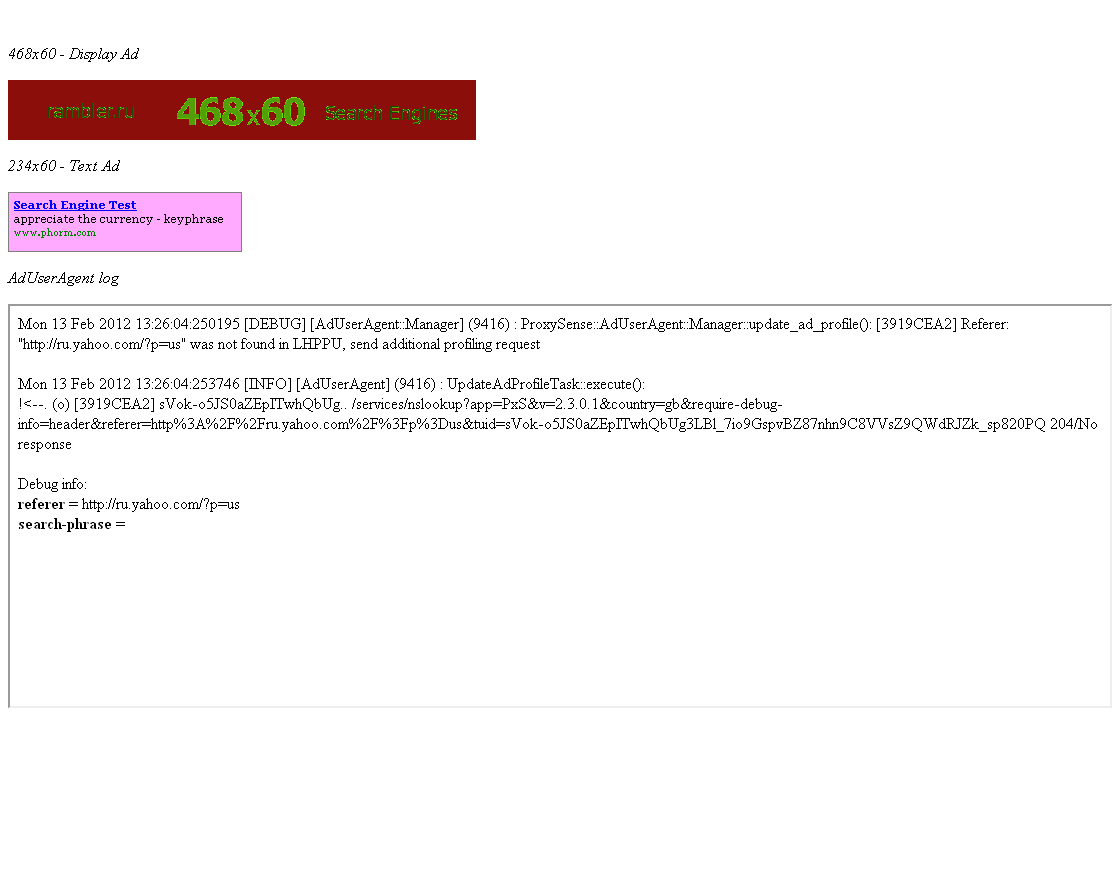 468x60 - Display Ad
rambler.ru 468x60 Search Engines
234x60 - Text Ad
Search Engine Test
appreciate the currency - keyphrase
www.phorm.com
AdUserAgent log
Mon 13 Feb 2012 13:26:04:250195 [DEBUG] [AdUserAgent::Manager] (9416) : ProxySense::AdUserAgent::Manager::update_ad_profile(): [3919CEA2] Referer:
"http://ru.yahoo.com/?p=us" was not found in LHPPU, send additional profiling request
Mon 13 Feb 2012 13:26:04:253746 [INFO] [AdUserAgent] (9416) : UpdateAdProfileTask::execute():
!<--. (o) [3919CEA2] sVok-o5JS0aZEpITwhQbUg.. /services/nslookup?app=PxS&v=2.3.0.1&country=gb&require-debug-
info=header&referer=http%3A%2F%2Fru.yahoo.com%2F%3Fp%3Dus&tuid=sVok-o5JS0aZEpITwhQbUg3LBl_7io9GspvBZ87nhn9C8VVsZ9QWdRJZk_sp820PQ 204/No
response
Debug info:
referer = http://ru.yahoo.com/?p=us
search-phrase =